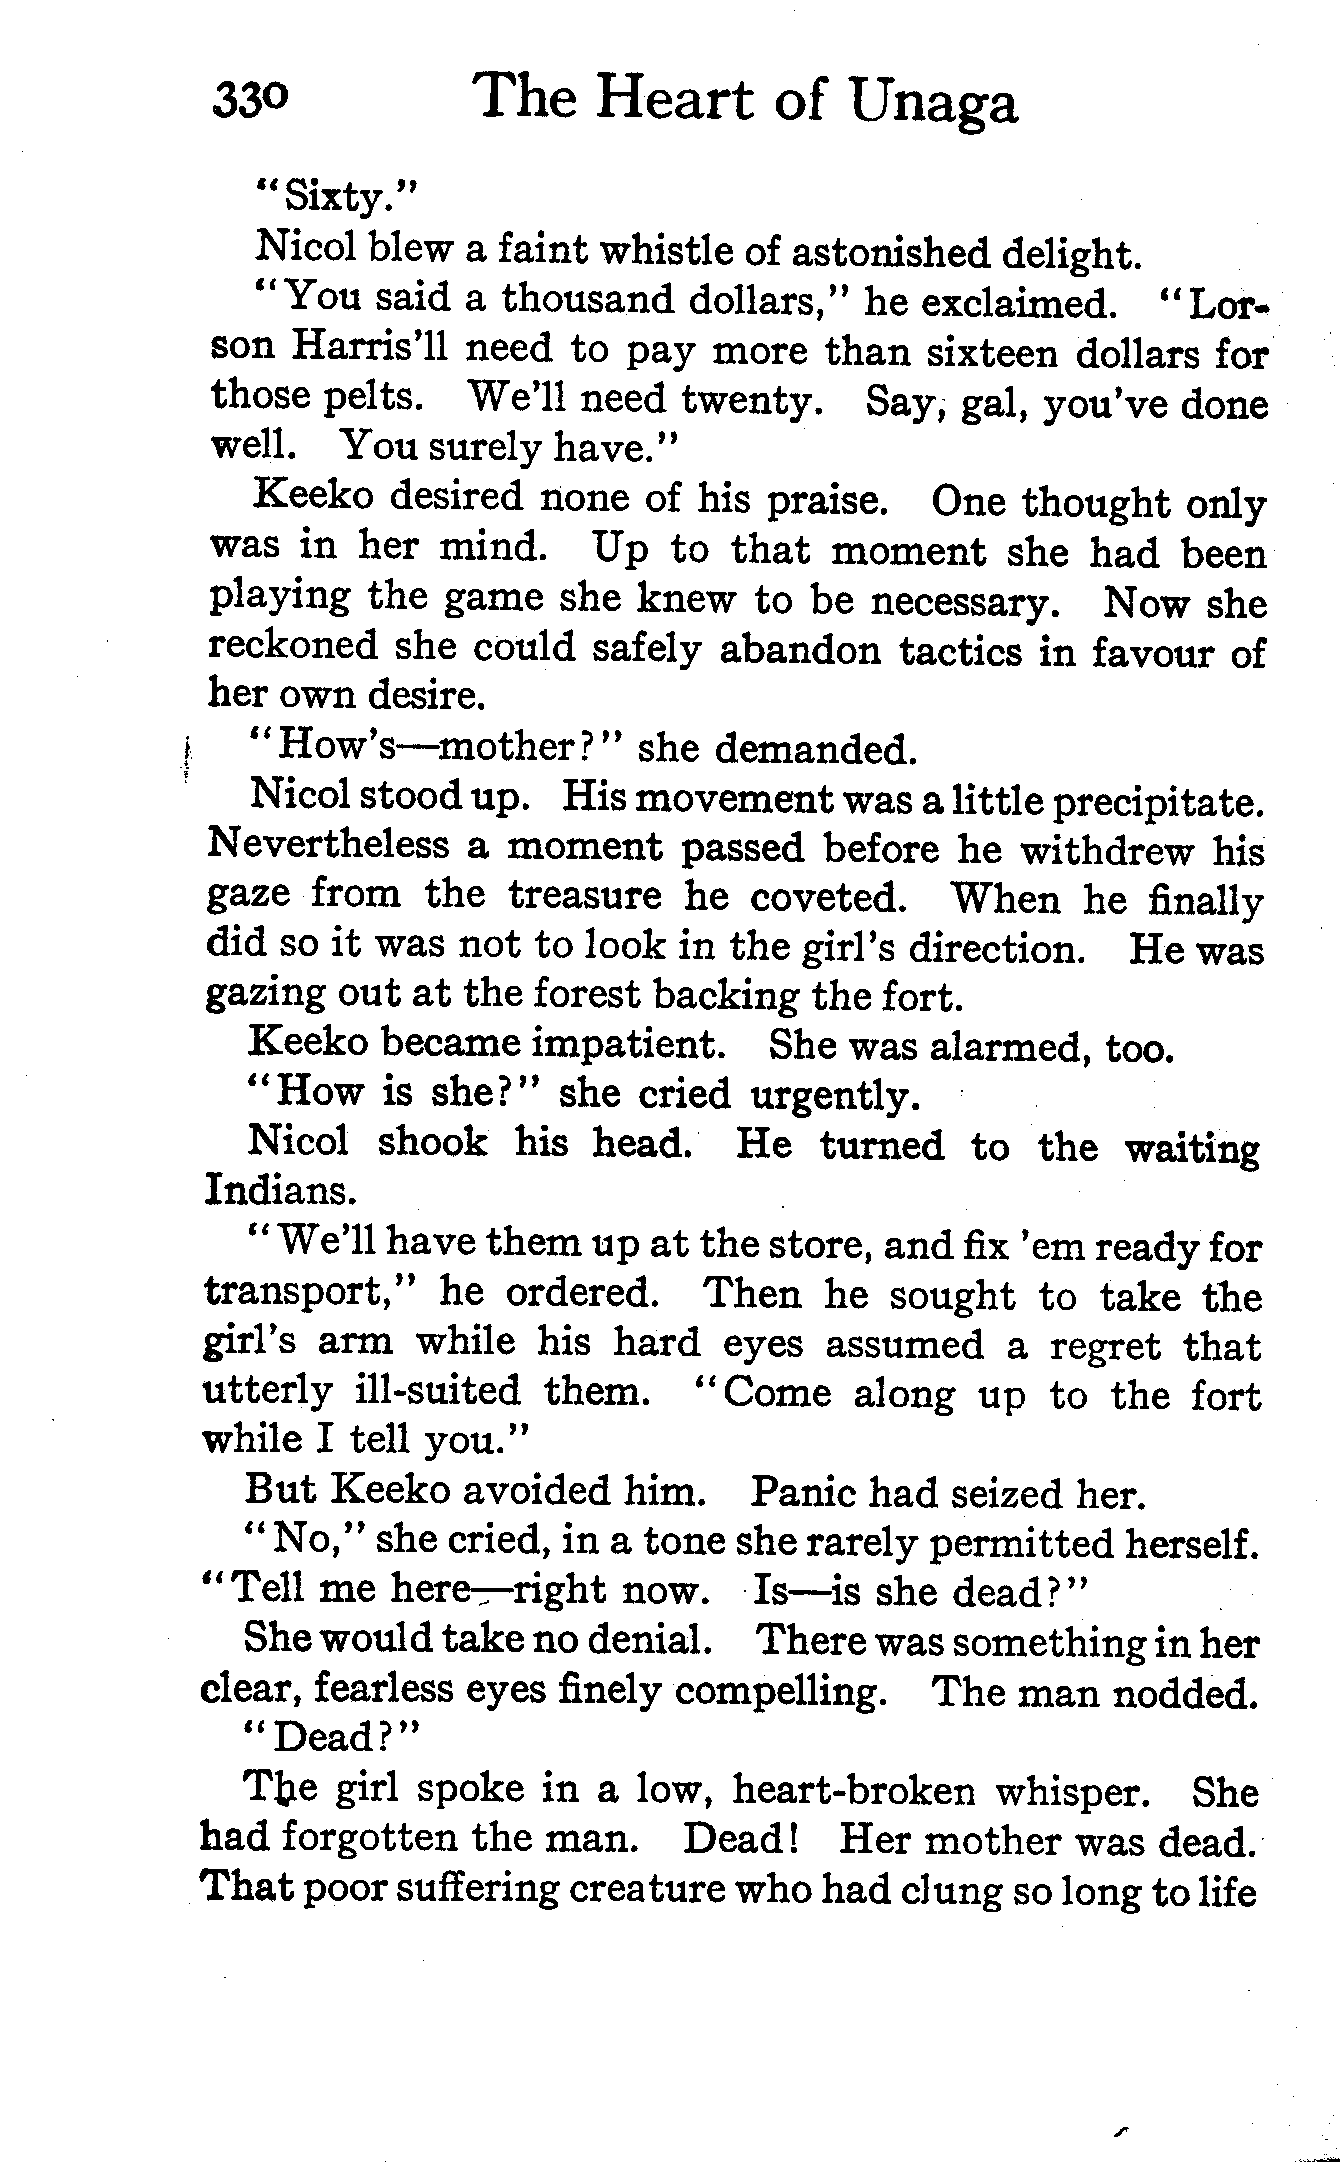 330 The Heart of Unaga
"Sixty."
Nicol blew a faint whistle of astonished delight.
"You said a thousand dollars," he exclaimed. "Lor-
son Harris'll need to pay more than sixteen dollars for
those pelts. We'll need twenty. Say, gal, you've done
well. You surely have."
Keeko desired none of his praise. One thought only
was in her mind. Up to that moment she had been
playing the game she knew to be necessary. Now she
reckoned she could safely abandon tactics in favour of
her own desire.
"How's—mother?" she demanded.
Nicol stood up. His movement was a little precipitate.
Nevertheless a moment passed before he withdrew his
gaze from the treasure he coveted. When he finally
did so it was not to look in the girl's direction. He was
gazing out at the forest backing the fort.
Keeko became impatient. She was alarmed, too.
"How is she?" she cried urgently.
Nicol shook his head. He turned to the waiting
Indians.
"We'll have them up at the store, and fix 'em ready for
transport," he ordered. Then he sought to take the
girl's arm while his hard eyes assumed a regret that
utterly ill-suited them. "Come along up to the fort
while I tell you."
But Keeko avoided him. Panic had seized her.
"No," she cried, in a tone she rarely permitted herself.
"Tell me here—right now. Is—is she dead?"
She would take no denial. There was something in her
clear, fearless eyes finely compelling. The man nodded.
"Dead?"
The girl spoke in a low, heart-broken whisper. She
had forgotten the man. Dead! Her mother was dead.
That poor suffering creature who had clung so long to life